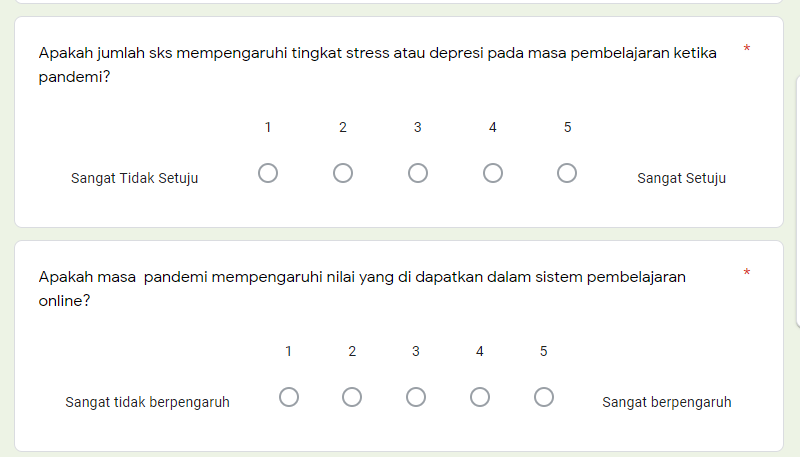 Apakah jumlah sks mempengaruhi tingkat stress atau depresi pada masa pembelajaran ketika *
pandemi?
1 2 3 4 5
Sangat Tidak Setuju Sangat Setuju
Apakah masa pandemi mempengaruhi nilai yang di dapatkan dalam sistem pembelajaran *
online?
1 2 3 4 5
Sangat tidak berpengaruh Sangat berpengaruh